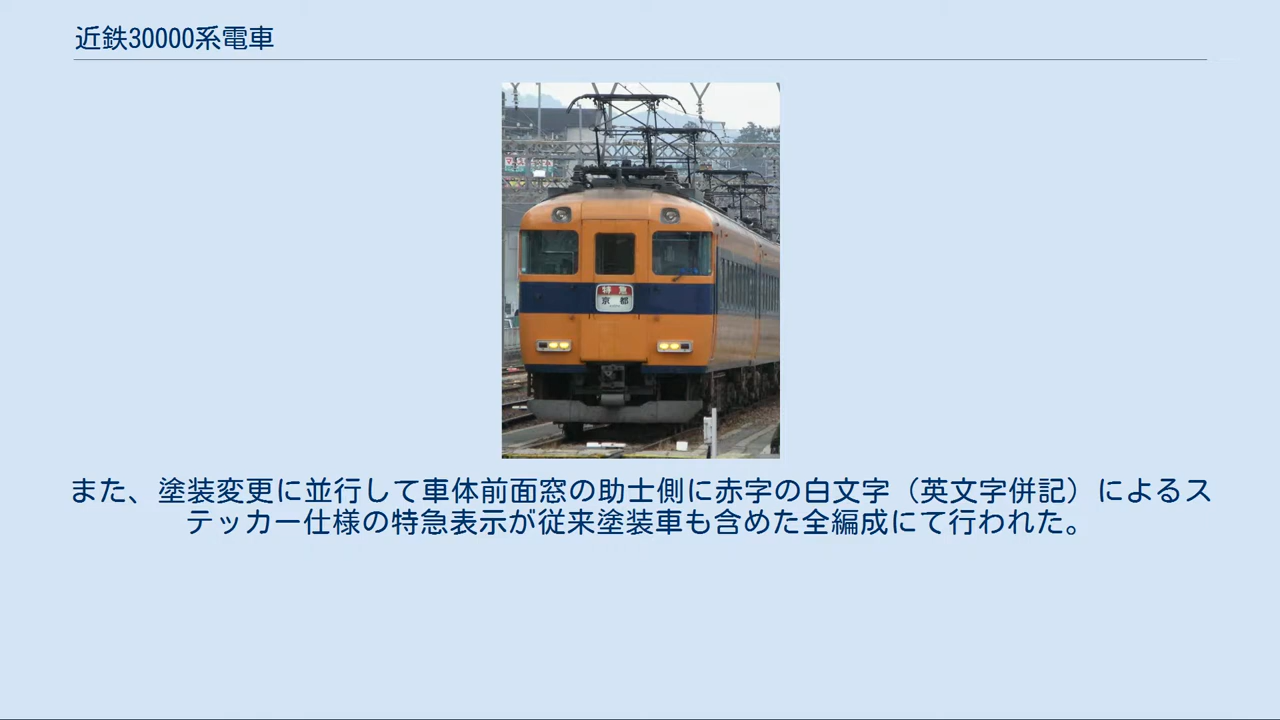 近鉄30000系電車
特急
京都
また、塗装変更に並行して車体前面窓の助士側に赤字の白文字（英文字併記）によるス
テッカー仕様の特急表示が従来塗装車も含めた全編成にて行われた。